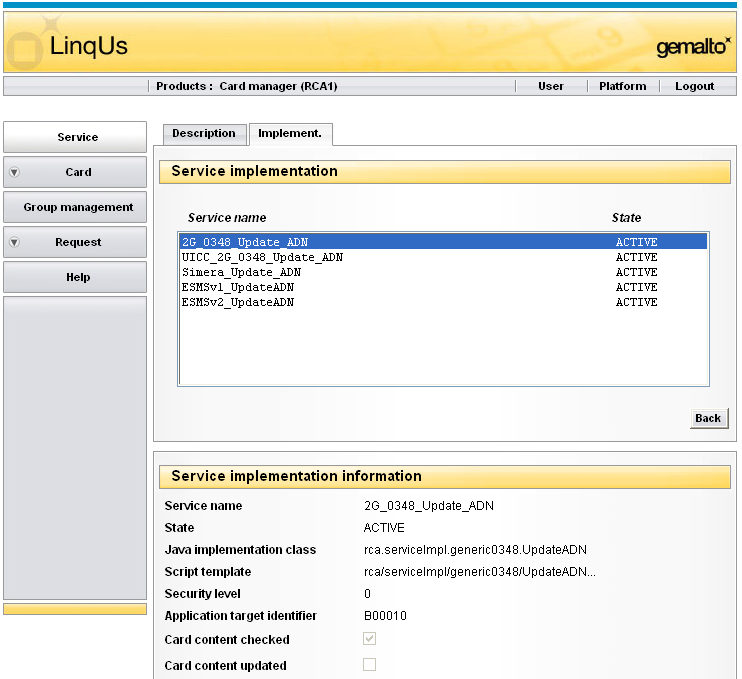 LinqUs
gemalto
Products : Card manager (RCA1)
User
Platform
Logout
Service
Card
Group management
Request
Help
Description
Implement.
Service implementation
Service name State
2G_0348_Update_ADN ACTIVE
UICC_2G_0348_Update_ADN ACTIVE
Simera_Update_ADN ACTIVE
ESMSv1_UpdateADN ACTIVE
ESMSv2_UpdateADN ACTIVE
Back
Service implementation information
Service name 2G_0348_Update_ADN
State ACTIVE
Java implementation class rca.serviceImpl.generic0348.UpdateADN
Script template rca/serviceImpl/generic0348/UpdateADN...
Security level 0
Application target identifier B00010
Card content checked
Card content updated